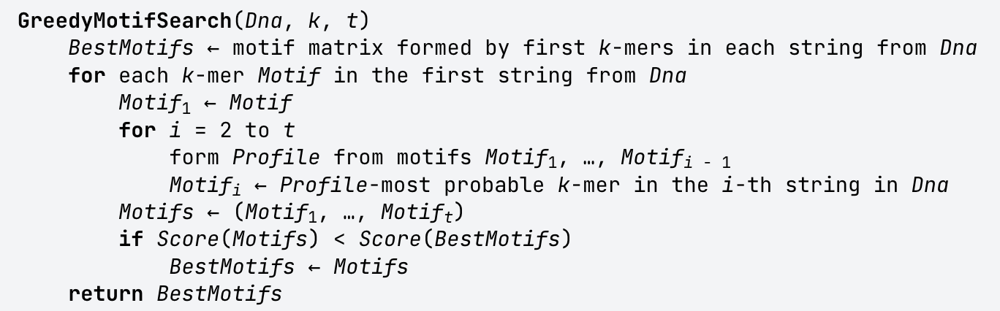 GreedyMotifSearch(Dna, k, t)
BestMotifs ← motif matrix formed by first k-mers in each string from Dna
for each k-mer Motif in the first string from Dna
Motif₁ ← Motif
for i = 2 to t
form Profile from motifs Motif₁, …, Motifᵢ ₋ ₁
Motifᵢ ← Profile-most probable k-mer in the i-th string in Dna
Motifs ← (Motif₁, …, Motifₜ)
if Score(Motifs) < Score(BestMotifs)
BestMotifs ← Motifs
return BestMotifs